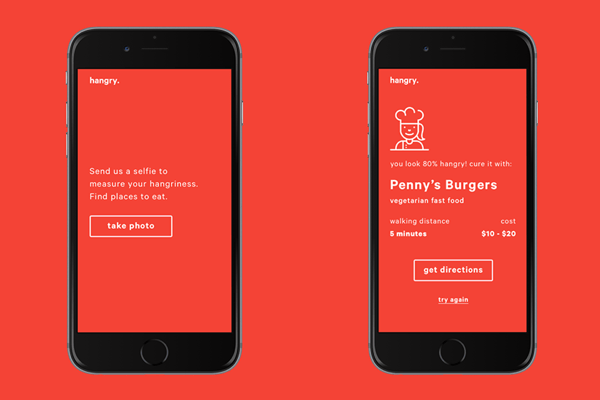 hangry.
Send us a selfie to
measure your hangriness.
Find places to eat.
take photo
hangry.
you look 80% hangry! cure it with:
Penny's Burgers
vegetarian fast food
walking distance cost
5 minutes $10 - $20
get directions
try again